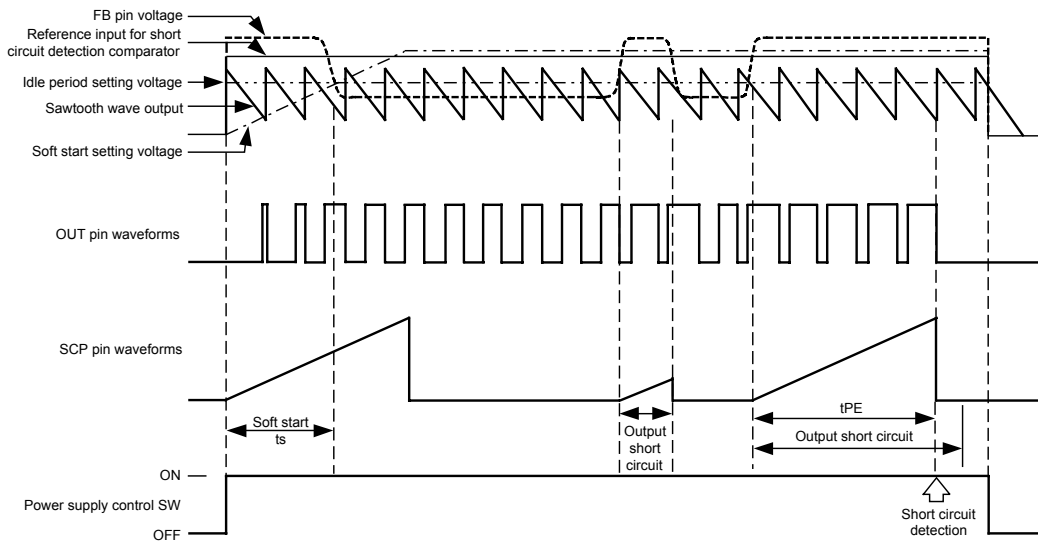 FB pin voltage
Reference input for short
circuit detection comparator
Idle period setting voltage
Sawtooth wave output
Soft start setting voltage
OUT pin waveforms
SCP pin waveforms
Soft start
ts
Output
short
circuit
tPE
Output short circuit
ON
Power supply control SW
OFF
Short circuit
detection